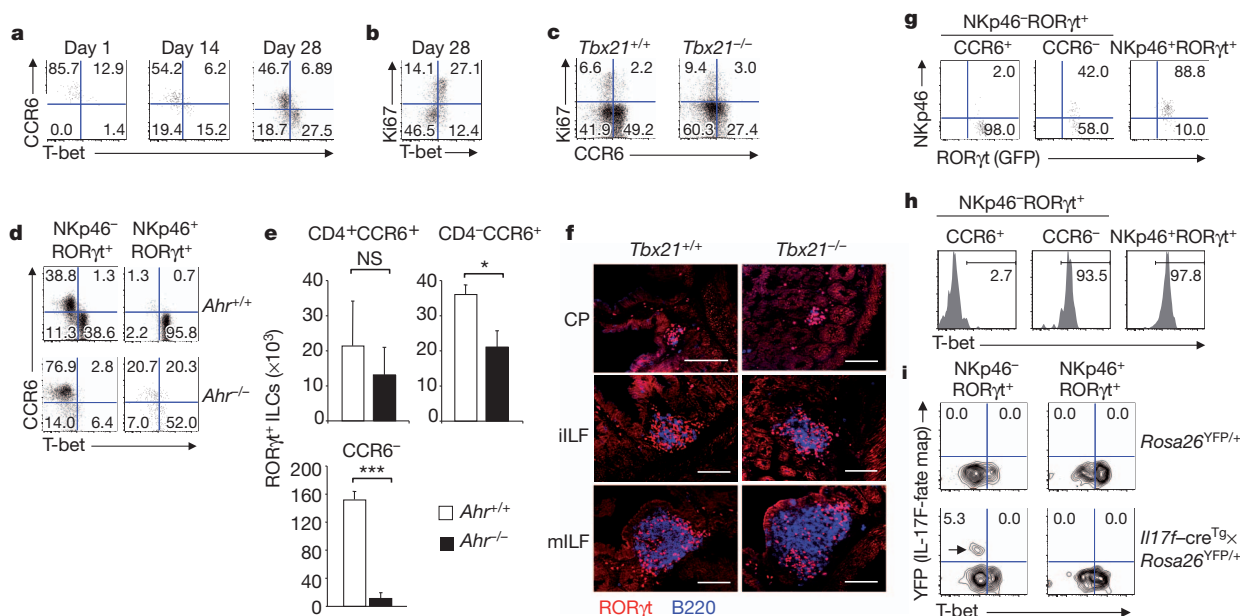 a
Day 1 Day 14 Day 28
CCR6
85.7 12.9 54.2 6.2 46.7 6.89
0.0 1.4 19.4 15.2 18.7 27.5
T-bet
b
Day 28
Ki67
14.1 27.1
46.5 12.4
T-bet
c
Tbx21+/+ Tbx21−/−
Ki67
6.6 2.2 9.4 3.0
41.9 49.2 60.3 27.4
CCR6
d
NKp46− NKp46+
RORγt+ RORγt+
CCR6
38.8 1.3 1.3 0.7
Ahr+/+
11.3 38.6 2.2 95.8
76.9 2.8 20.7 20.3
Ahr−/−
14.0 6.4 7.0 52.0
T-bet
e
CD4+CCR6+ CD4−CCR6+
NS *
40 40
30 30
20 20
10 10
0 0
RORγt+ ILCs (×10³)
CCR6−
***
200
160
120
80
40
0
Ahr+/+
Ahr−/−
f
Tbx21+/+ Tbx21−/−
CP
iILF
mILF
RORγt B220
g
NKp46−RORγt+
CCR6+ CCR6− NKp46+RORγt+
NKp46
2.0 42.0 88.8
98.0 58.0 10.0
RORγt (GFP)
h
NKp46−RORγt+
CCR6+ CCR6− NKp46+RORγt+
2.7 93.5 97.8
T-bet
i
NKp46− NKp46+
RORγt+ RORγt+
YFP (IL-17F-fate map)
0.0 0.0 0.0 0.0
Rosa26YFP/+
5.3 0.0 0.0 0.0
Il17f–creTg×
Rosa26YFP/+
T-bet